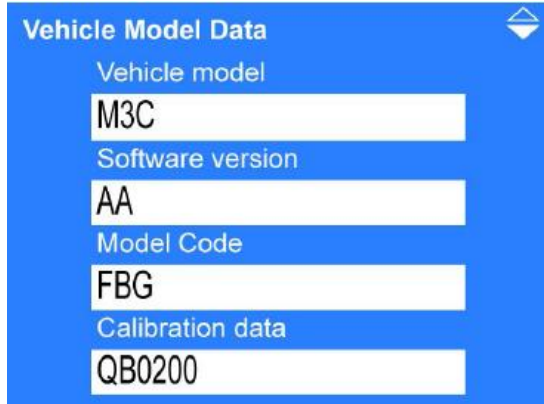 Vehicle Model Data
Vehicle model
M3C
Software version
AA
Model Code
FBG
Calibration data
QB0200